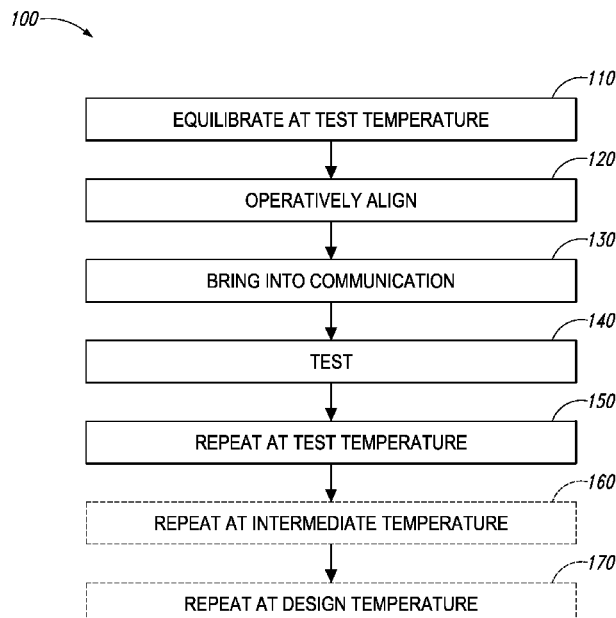 100
110
EQUILIBRATE AT TEST TEMPERATURE
120
OPERATIVELY ALIGN
130
BRING INTO COMMUNICATION
140
TEST
150
REPEAT AT TEST TEMPERATURE
160
REPEAT AT INTERMEDIATE TEMPERATURE
170
REPEAT AT DESIGN TEMPERATURE